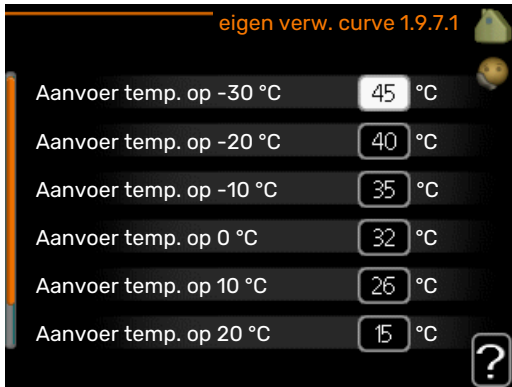 eigen verw. curve 1.9.7.1
Aanvoer temp. op -30 °C 45 °C
Aanvoer temp. op -20 °C 40 °C
Aanvoer temp. op -10 °C 35 °C
Aanvoer temp. op 0 °C 32 °C
Aanvoer temp. op 10 °C 26 °C
Aanvoer temp. op 20 °C 15 °C
?